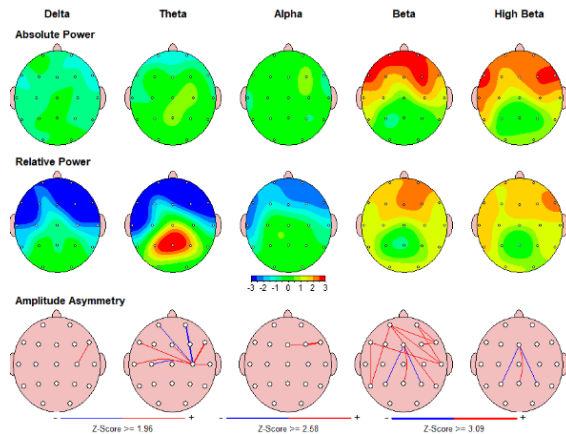 Delta Theta Alpha Beta High Beta
Absolute Power
Relative Power
-3 -2 -1 0 1 2 3
Amplitude Asymmetry
- + - + - +
Z-Score >= 1.96 Z-Score >= 2.58 Z-Score >= 3.09